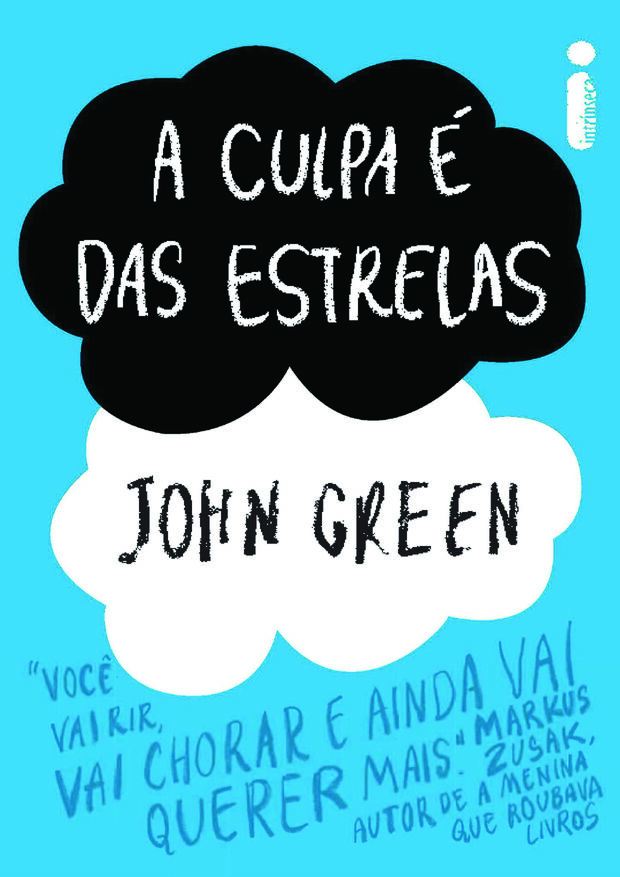 intrínseca
A CULPA É
DAS ESTRELAS
JOHN GREEN
"VOCÊ
VAI RIR,
VAI CHORAR E AINDA VAI
QUERER MAIS."
MARKUS
ZUSAK,
AUTOR DE A MENINA
QUE ROUBAVA
LIVROS